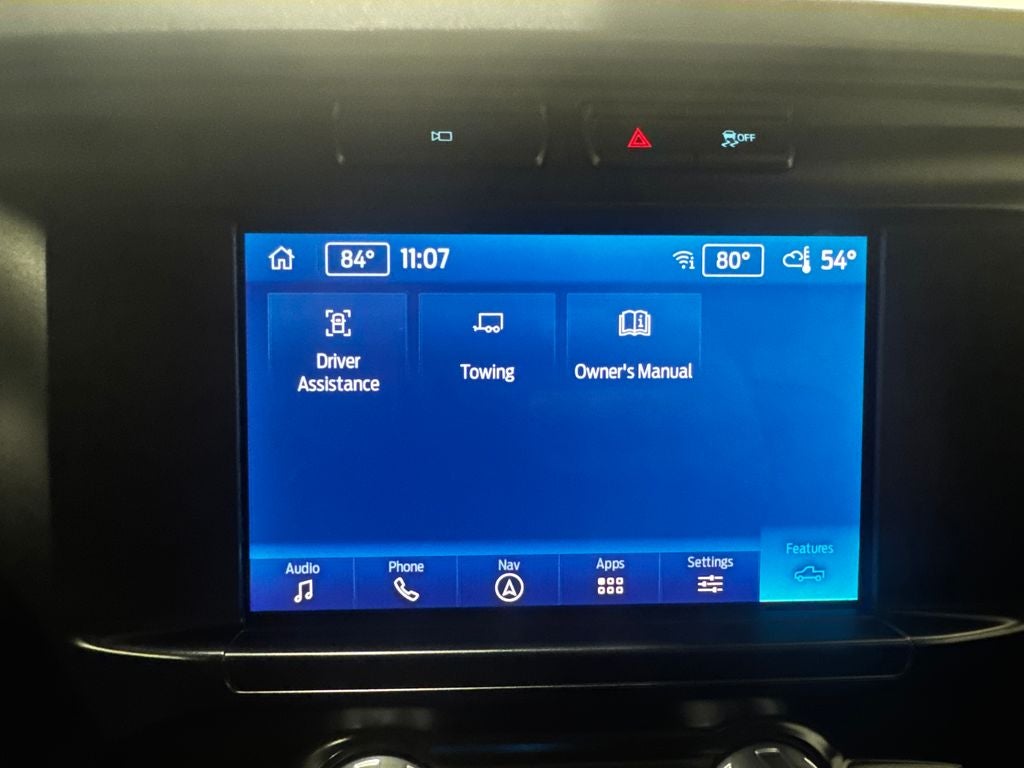 OFF
84° 11:07 80° 54°
Driver
Assistance
Towing
Owner's Manual
Audio
Phone
Nav
Apps
Settings
Features